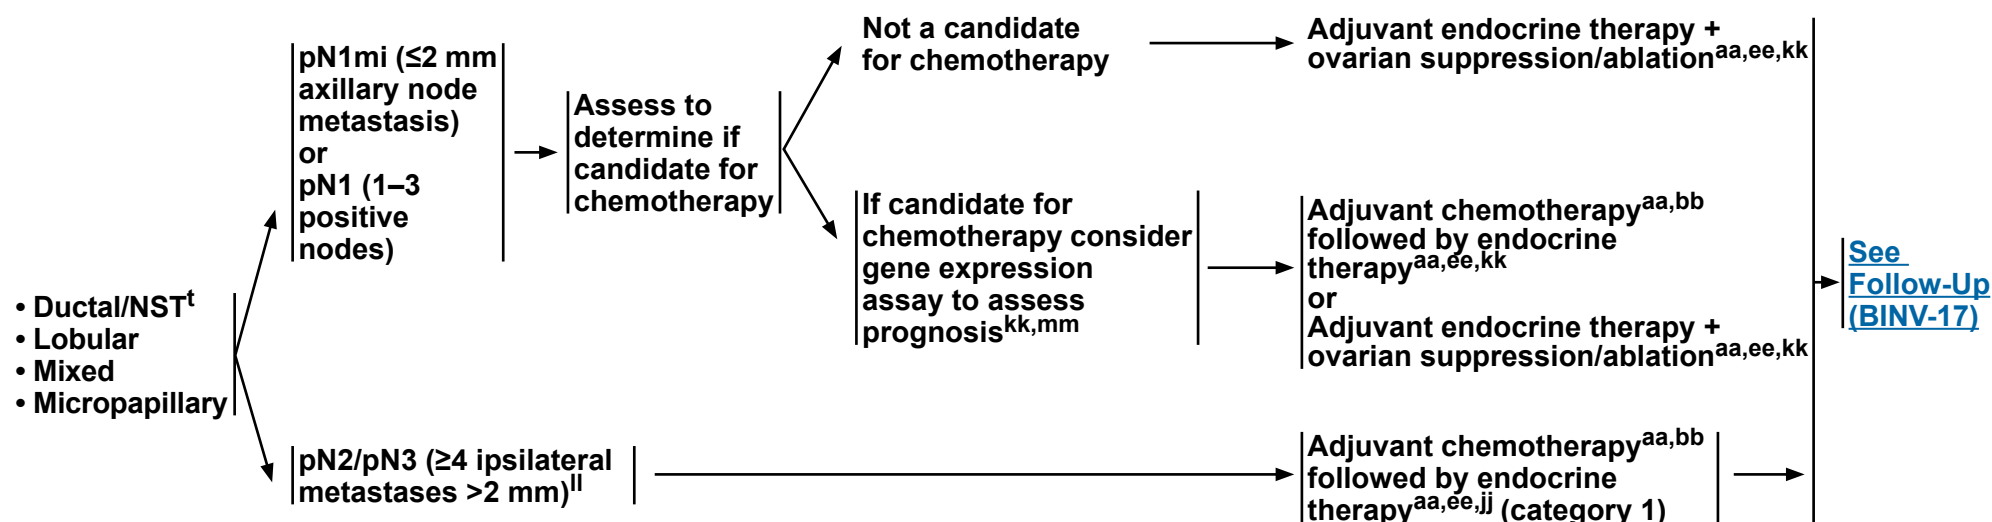 • Ductal/NSTt
• Lobular
• Mixed
• Micropapillary
pN1mi (≤2 mm
axillary node
metastasis)
or
pN1 (1–3
positive
nodes)
Assess to
determine if
candidate for
chemotherapy
Not a candidate
for chemotherapy
Adjuvant endocrine therapy +
ovarian suppression/ablationaa,ee,kk
If candidate for
chemotherapy consider
gene expression
assay to assess
prognosiskk,mm
Adjuvant chemotherapyaa,bb
followed by endocrine
therapyaa,ee,kk
or
Adjuvant endocrine therapy +
ovarian suppression/ablationaa,ee,kk
pN2/pN3 (≥4 ipsilateral
metastases >2 mm)ll
Adjuvant chemotherapyaa,bb
followed by endocrine
therapyaa,ee,jj (category 1)
See
Follow-Up
(BINV-17)